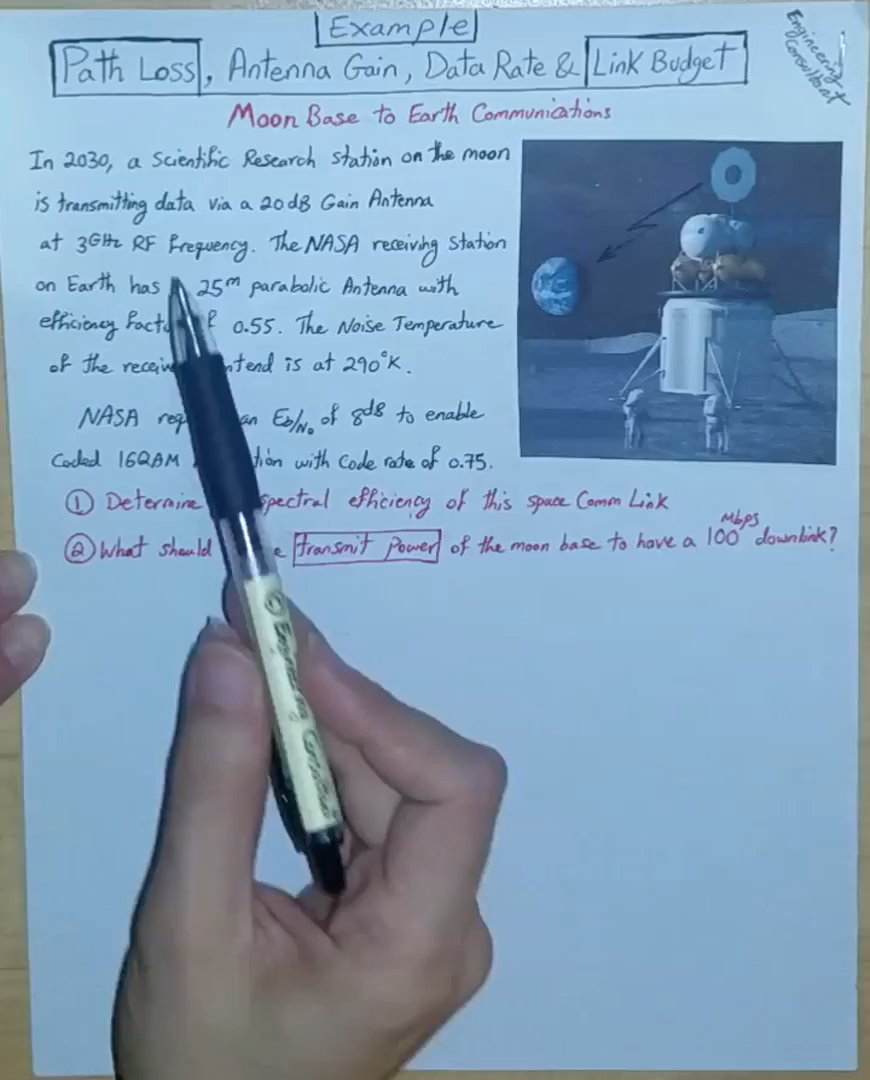 Example
Path Loss, Antenna Gain, Data Rate & Link Budget
Engineering
Consultant
Moon Base to Earth Communications
In 2030, a Scientific Research Station on the moon
is transmitting data via a 20dB Gain Antenna
at 3GHz RF frequency. The NASA receiving station
on Earth has 25m parabolic Antenna with
efficiency 0.55. The Noise Temperature
of the is at 290°K.
NASA an Eb/No of 8dB to enable
Coded 16QAM with Code rate of 0.75.
① Determine spectral efficiency of this space Comm Link
② What should transmit Power of the moon base to have a 100 Mbps downlink?